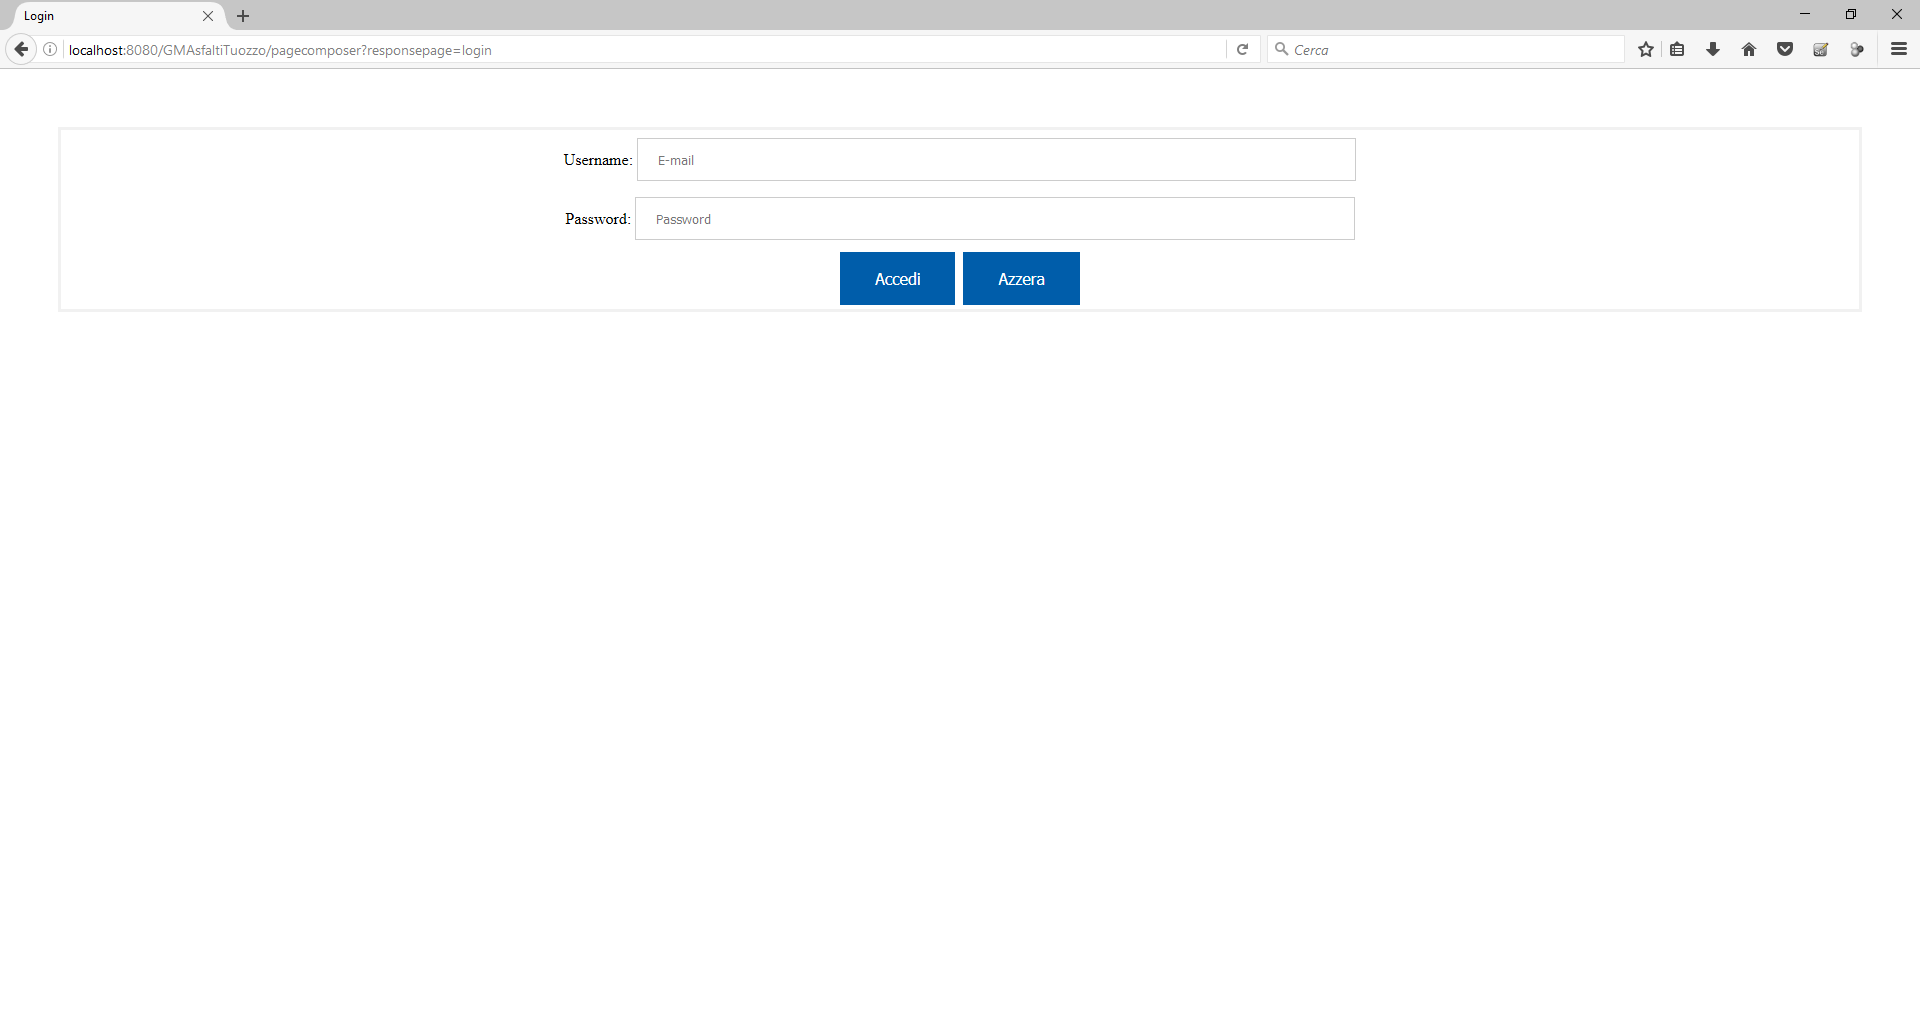 Login
localhost:8080/GMAsfaltiTuozzo/pagecomposer?responsepage=login
Cerca
Username: E-mail
Password: Password
Accedi Azzera